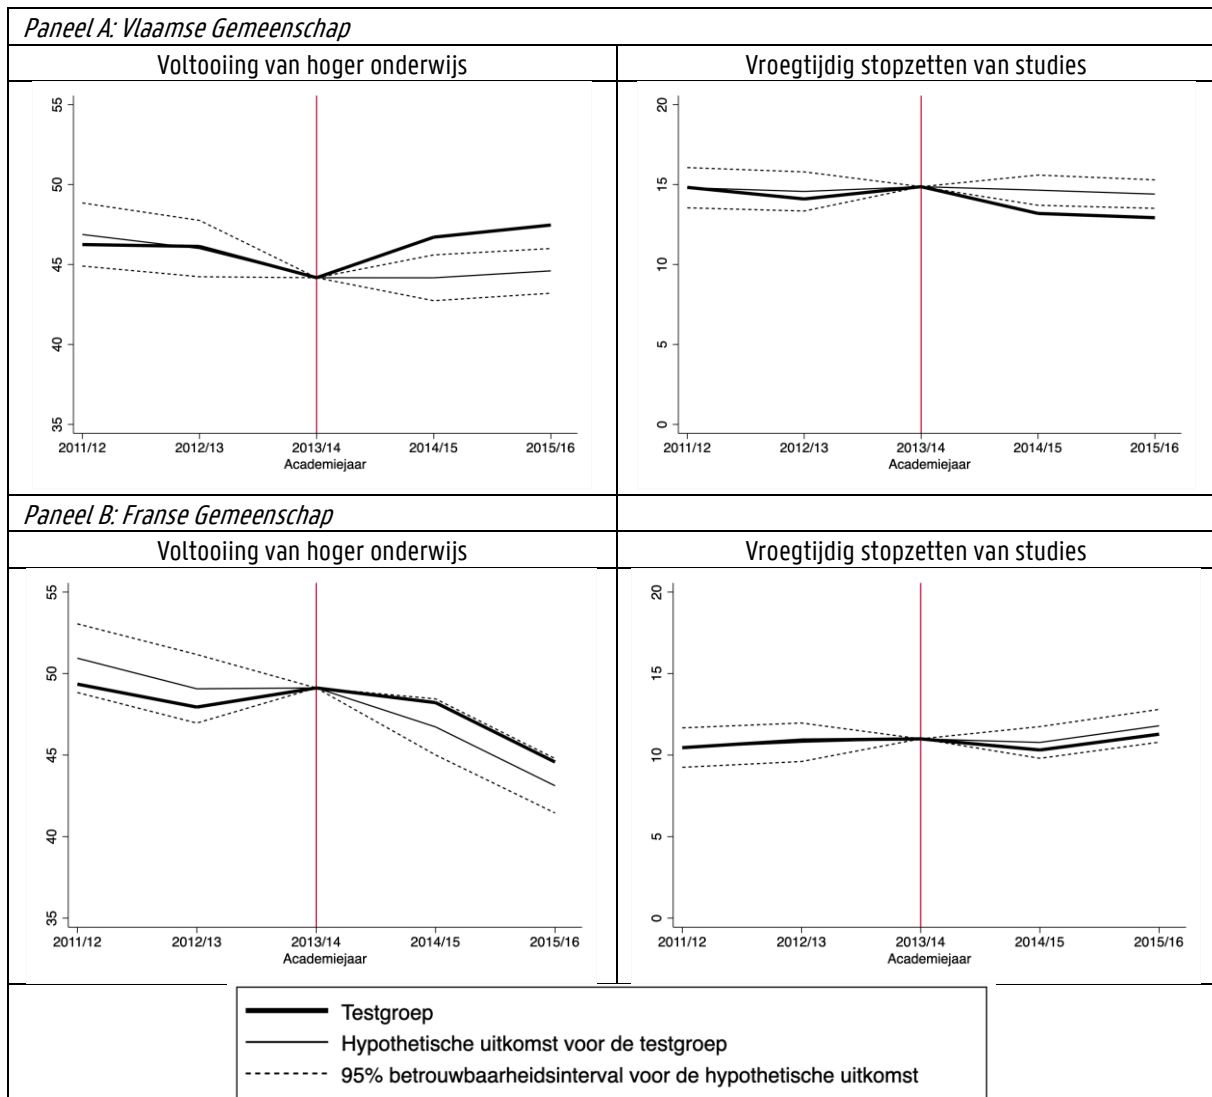 Paneel A: Vlaamse Gemeenschap
Voltooiing van hoger onderwijs
55
50
45
40
35
2011/12 2012/13 2013/14 2014/15 2015/16
Academiejaar
Vroegtijdig stopzetten van studies
20
15
10
5
0
2011/12 2012/13 2013/14 2014/15 2015/16
Academiejaar
Paneel B: Franse Gemeenschap
Voltooiing van hoger onderwijs
55
50
45
40
35
2011/12 2012/13 2013/14 2014/15 2015/16
Academiejaar
Vroegtijdig stopzetten van studies
20
15
10
5
0
2011/12 2012/13 2013/14 2014/15 2015/16
Academiejaar
Testgroep
Hypothetische uitkomst voor de testgroep
95% betrouwbaarheidsinterval voor de hypothetische uitkomst